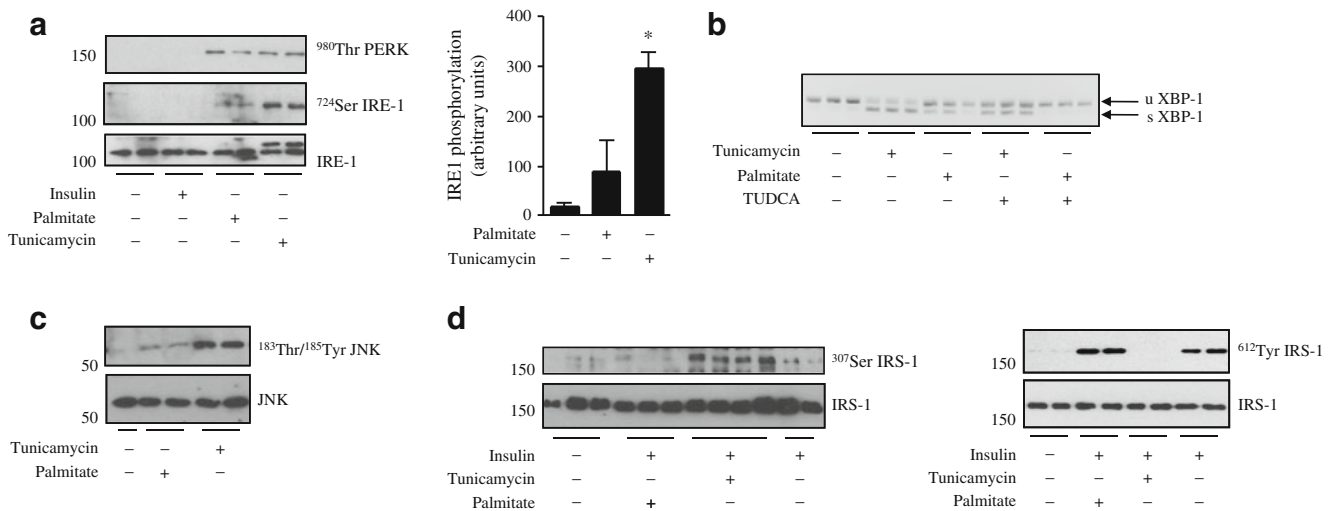 a
150
⁹⁸⁰Thr PERK
100
⁷²⁴Ser IRE-1
100
IRE-1
Insulin – + – –
Palmitate – – + –
Tunicamycin – – – +
IRE1 phosphorylation
(arbitrary units)
400
300
200
100
0
*
Palmitate – + –
Tunicamycin – – +
b
u XBP-1
s XBP-1
Tunicamycin – + – + –
Palmitate – – + – +
TUDCA – – – + +
c
50
¹⁸³Thr/¹⁸⁵Tyr JNK
50
JNK
Tunicamycin – – +
Palmitate – + –
d
150
³⁰⁷Ser IRS-1
150
IRS-1
Insulin – + + +
Tunicamycin – – + –
Palmitate – + – –
150
⁶¹²Tyr IRS-1
150
IRS-1
Insulin – + + +
Tunicamycin – – + –
Palmitate – + – –